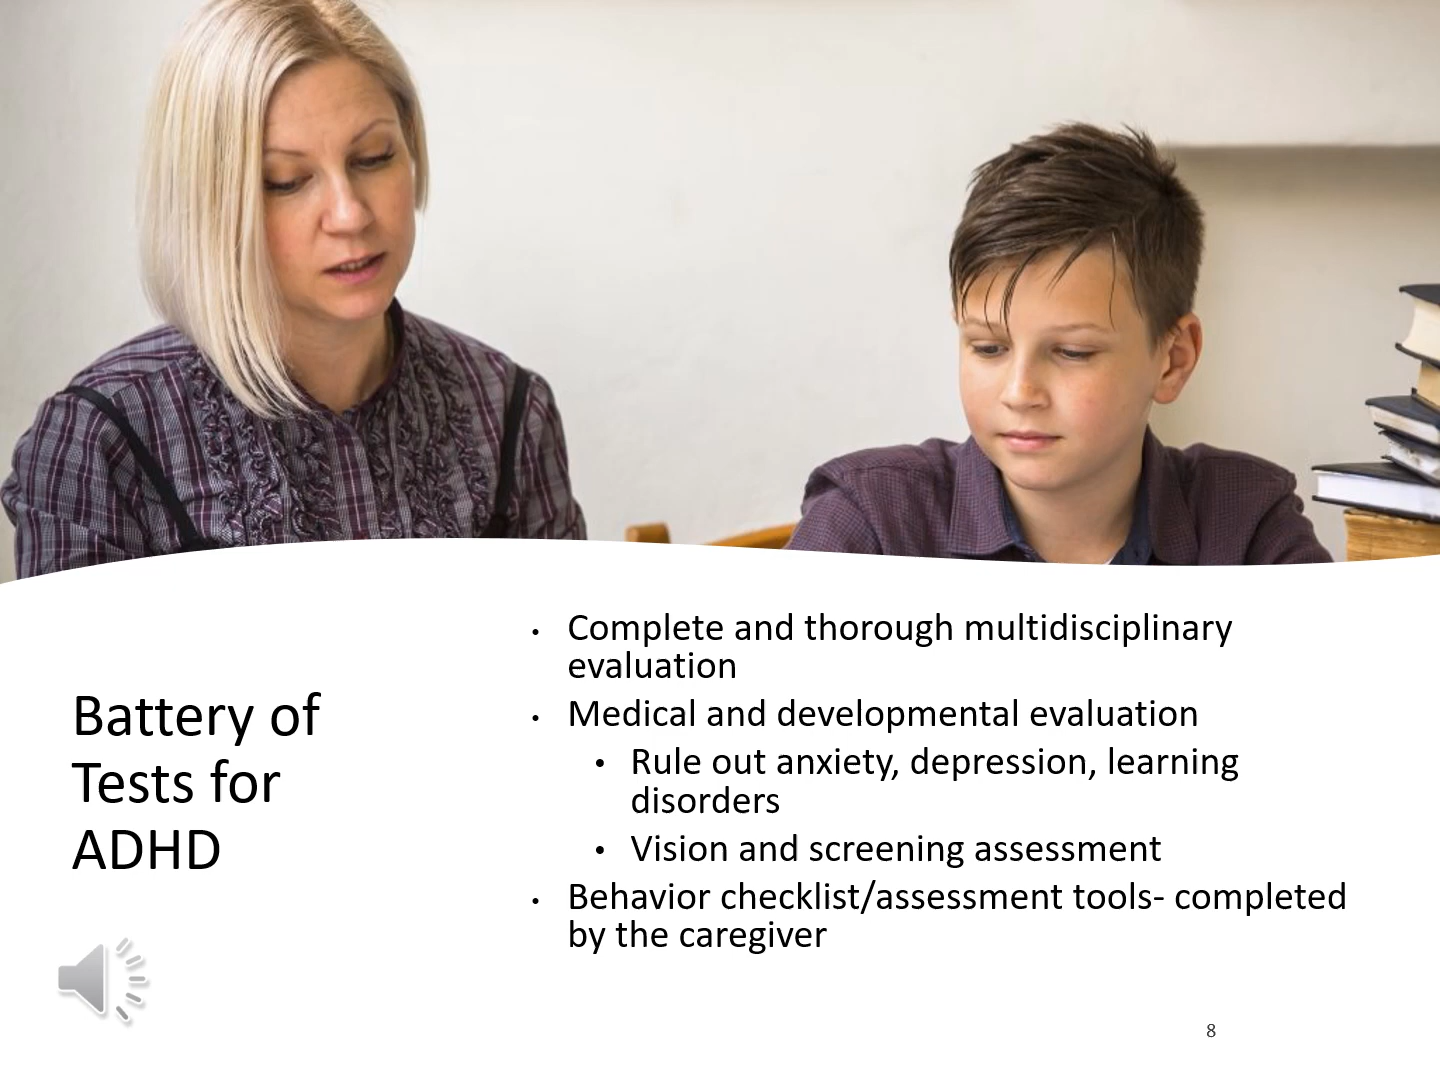 Battery of
Tests for
ADHD
• Complete and thorough multidisciplinary
evaluation
• Medical and developmental evaluation
• Rule out anxiety, depression, learning
disorders
• Vision and screening assessment
• Behavior checklist/assessment tools- completed
by the caregiver
8